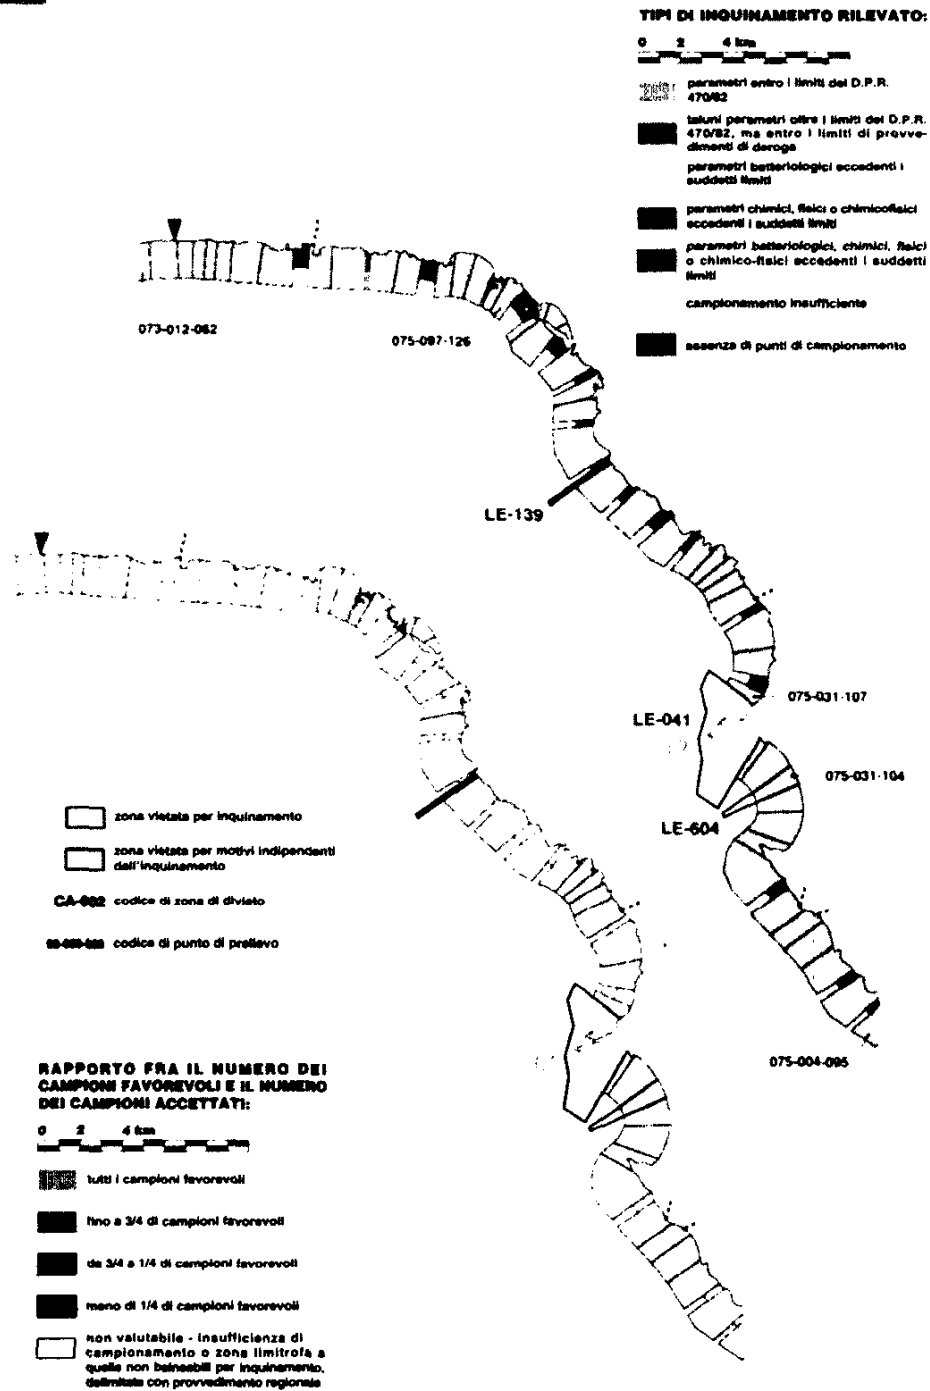 TIPI DI INQUINAMENTO RILEVATO:
0 2 4 km
parametri entro i limiti del D.P.R.
470/82
taluni parametri oltre i limiti del D.P.R.
470/82, ma entro i limiti di provve-
dimenti di deroga
parametri batteriologici eccedenti i
suddetti limiti
parametri chimici, fisici o chimicofisici
eccedenti i suddetti limiti
parametri batteriologici, chimici, fisici
o chimico-fisici eccedenti i suddetti
limiti
campionamento insufficiente
assenza di punti di campionamento
073-012-062
075-097-126
LE-139
075-031-107
LE-041
075-031-104
LE-604
075-004-095
zona vietata per inquinamento
zona vietata per motivi indipendenti
dall'inquinamento
CA-002 codice di zona di divieto
codice di punto di prelievo
RAPPORTO FRA IL NUMERO DEI
CAMPIONI FAVOREVOLI E IL NUMERO
DEI CAMPIONI ACCETTATI:
0 2 4 km
tutti i campioni favorevoli
fino a 3/4 di campioni favorevoli
da 3/4 a 1/4 di campioni favorevoli
meno di 1/4 di campioni favorevoli
non valutabile - insufficienza di
campionamento o zona limitrofa a
quelle non balneabili per inquinamento,
delimitata con provvedimento regionale